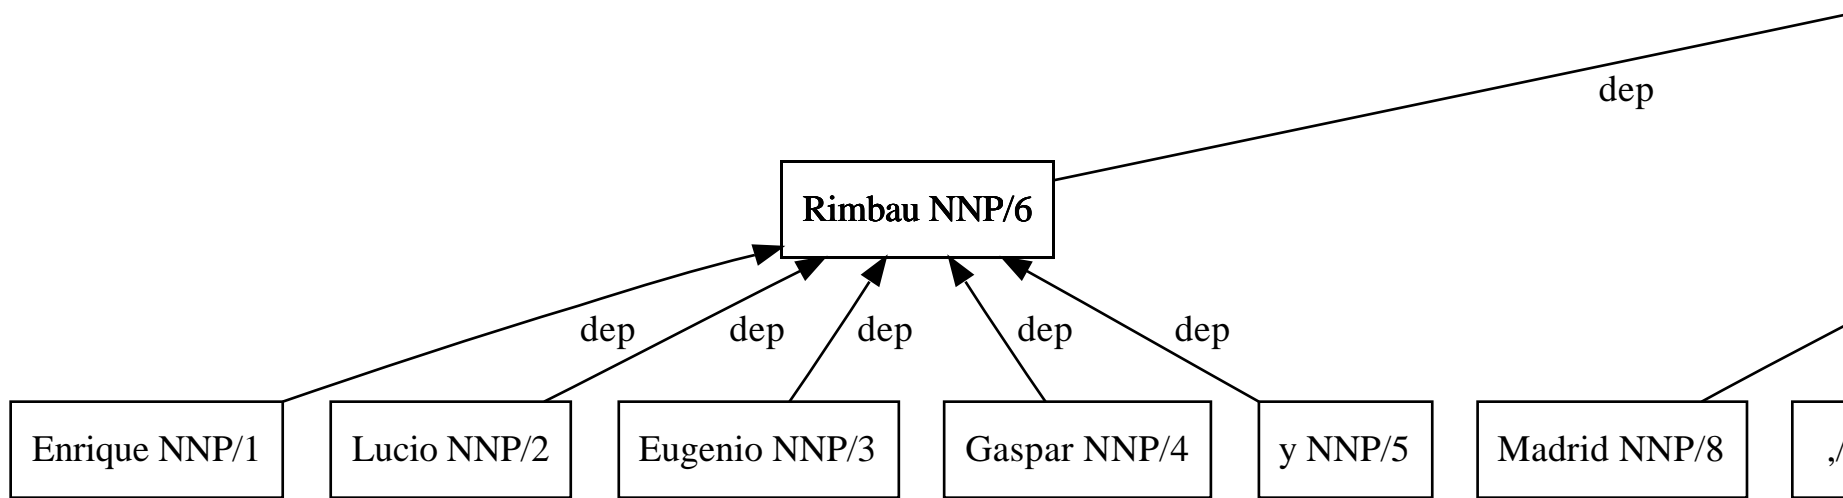 dep
Rimbau NNP/6
dep dep dep dep dep
Enrique NNP/1 Lucio NNP/2 Eugenio NNP/3 Gaspar NNP/4 y NNP/5 Madrid NNP/8 ,/